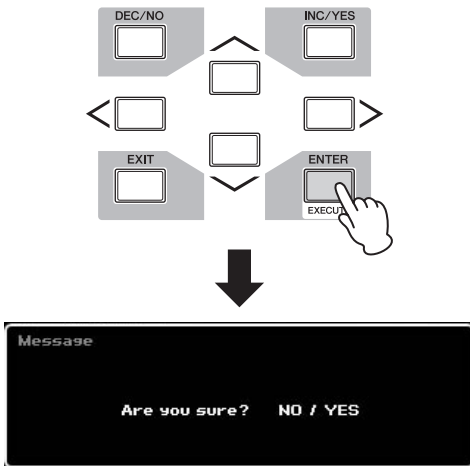 DEC/NO
INC/YES
EXIT
ENTER
Message
Are you sure? NO / YES